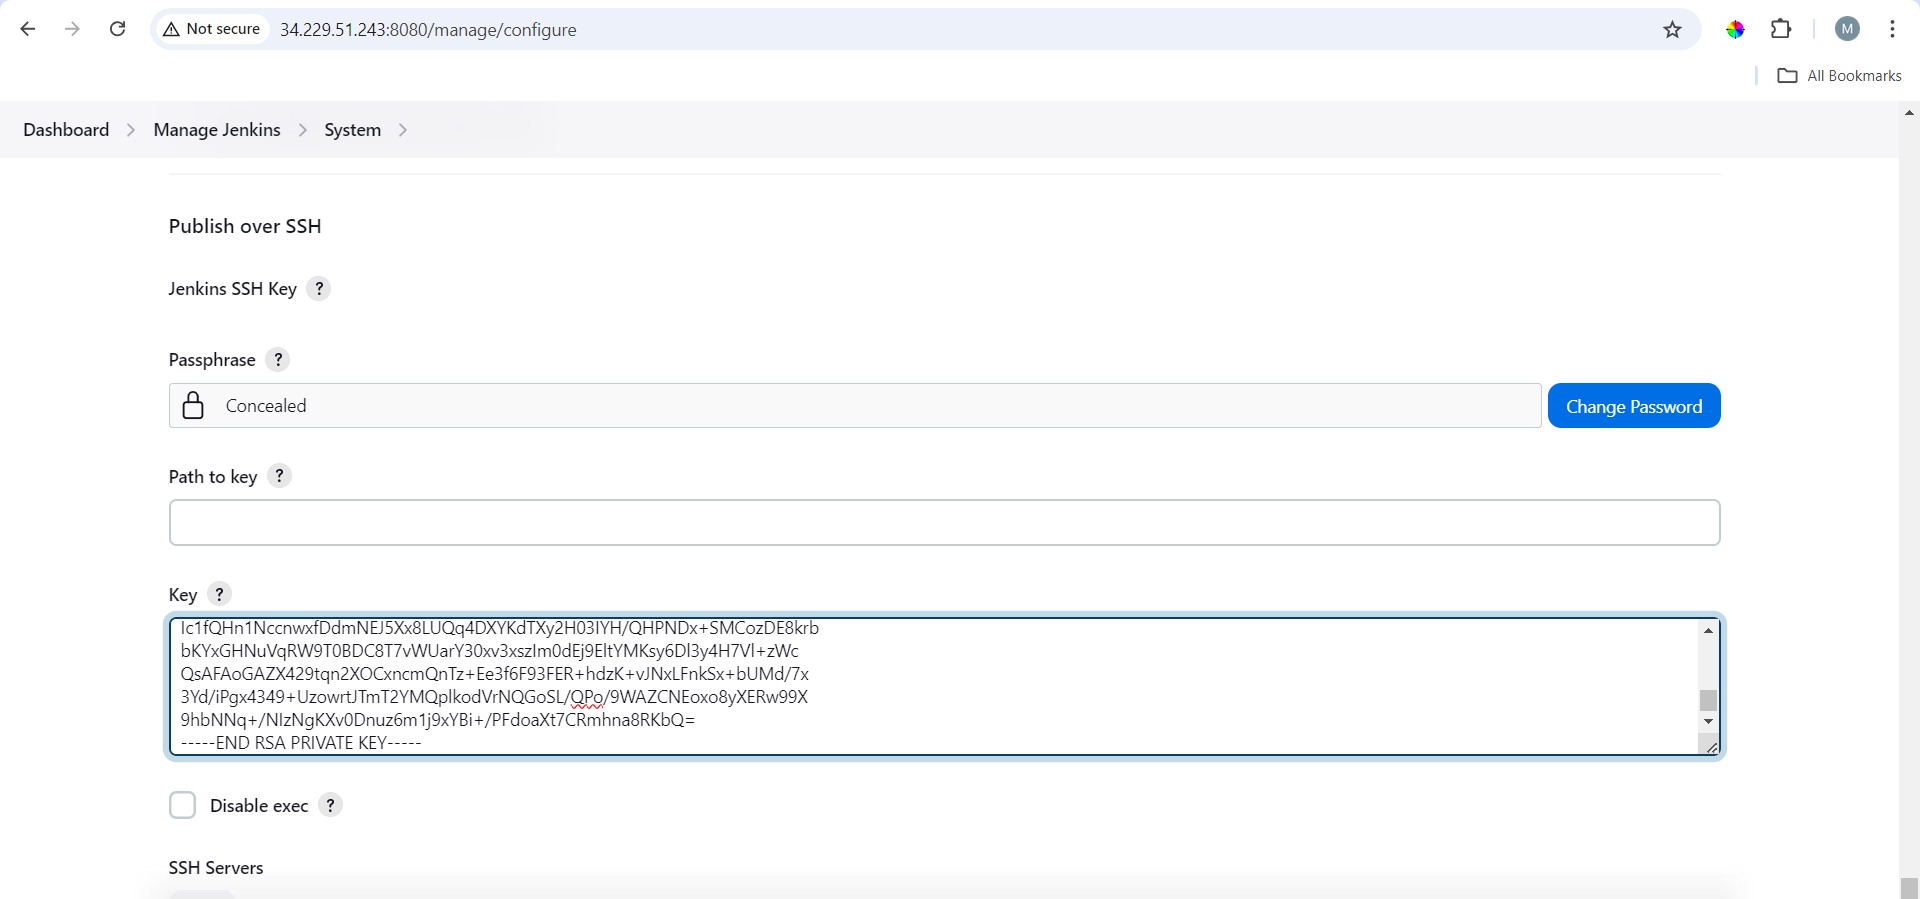 Not secure
34.229.51.243:8080/manage/configure
M
All Bookmarks
Dashboard
Manage Jenkins
System
Publish over SSH
Jenkins SSH Key ?
Passphrase ?
Concealed
Change Password
Path to key ?
Key ?
Ic1fQHn1NccnwxfDdmNEJ5Xx8LUQq4DXYKdTXy2H03IYH/QHPNDx+SMCozDE8krb
bKYxGHNuVqRW9T0BDC8T7vWUarY30xv3xszIm0dEj9EltYMKsy6Dl3y4H7Vl+zWc
QsAFAoGAZX429tqn2XOCxncmQnTz+Ee3f6F93FER+hdzK+vJNxLFnkSx+bUMd/7x
3Yd/iPgx4349+UzowrtJTmT2YMQplkodVrNQGoSL/QPo/9WAZCNEoxo8yXERw99X
9hbNNq+/NIzNgKXv0Dnuz6m1j9xYBi+/PFdoaXt7CRmhna8RKbQ=
-----END RSA PRIVATE KEY-----
Disable exec ?
SSH Servers